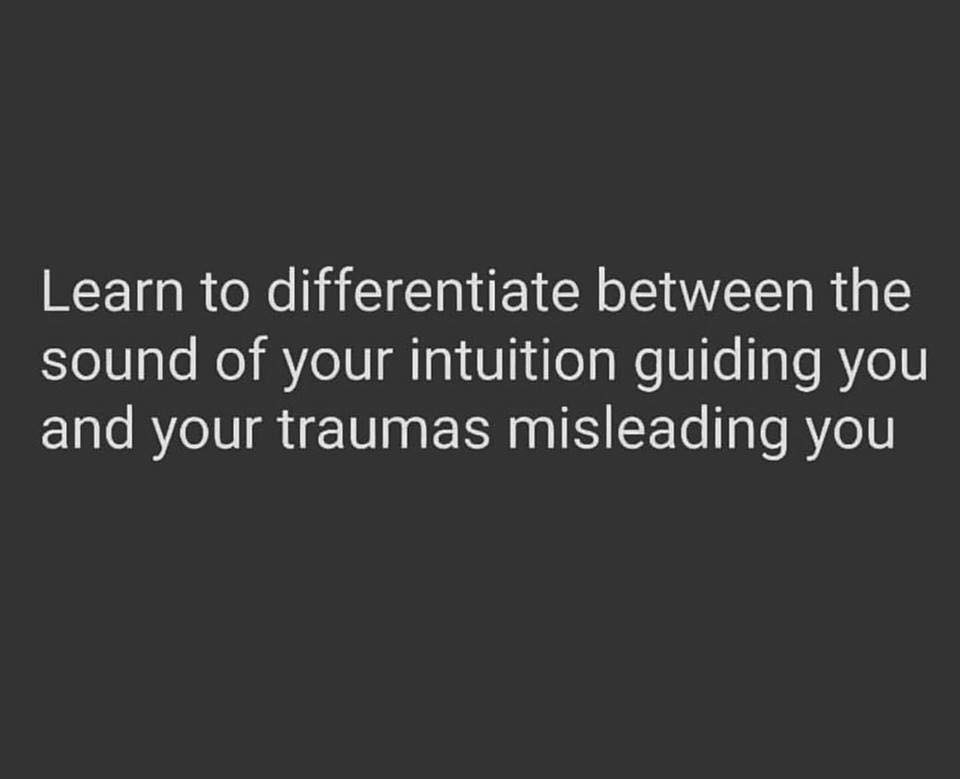 Learn to differentiate between the
sound of your intuition guiding you
and your traumas misleading you